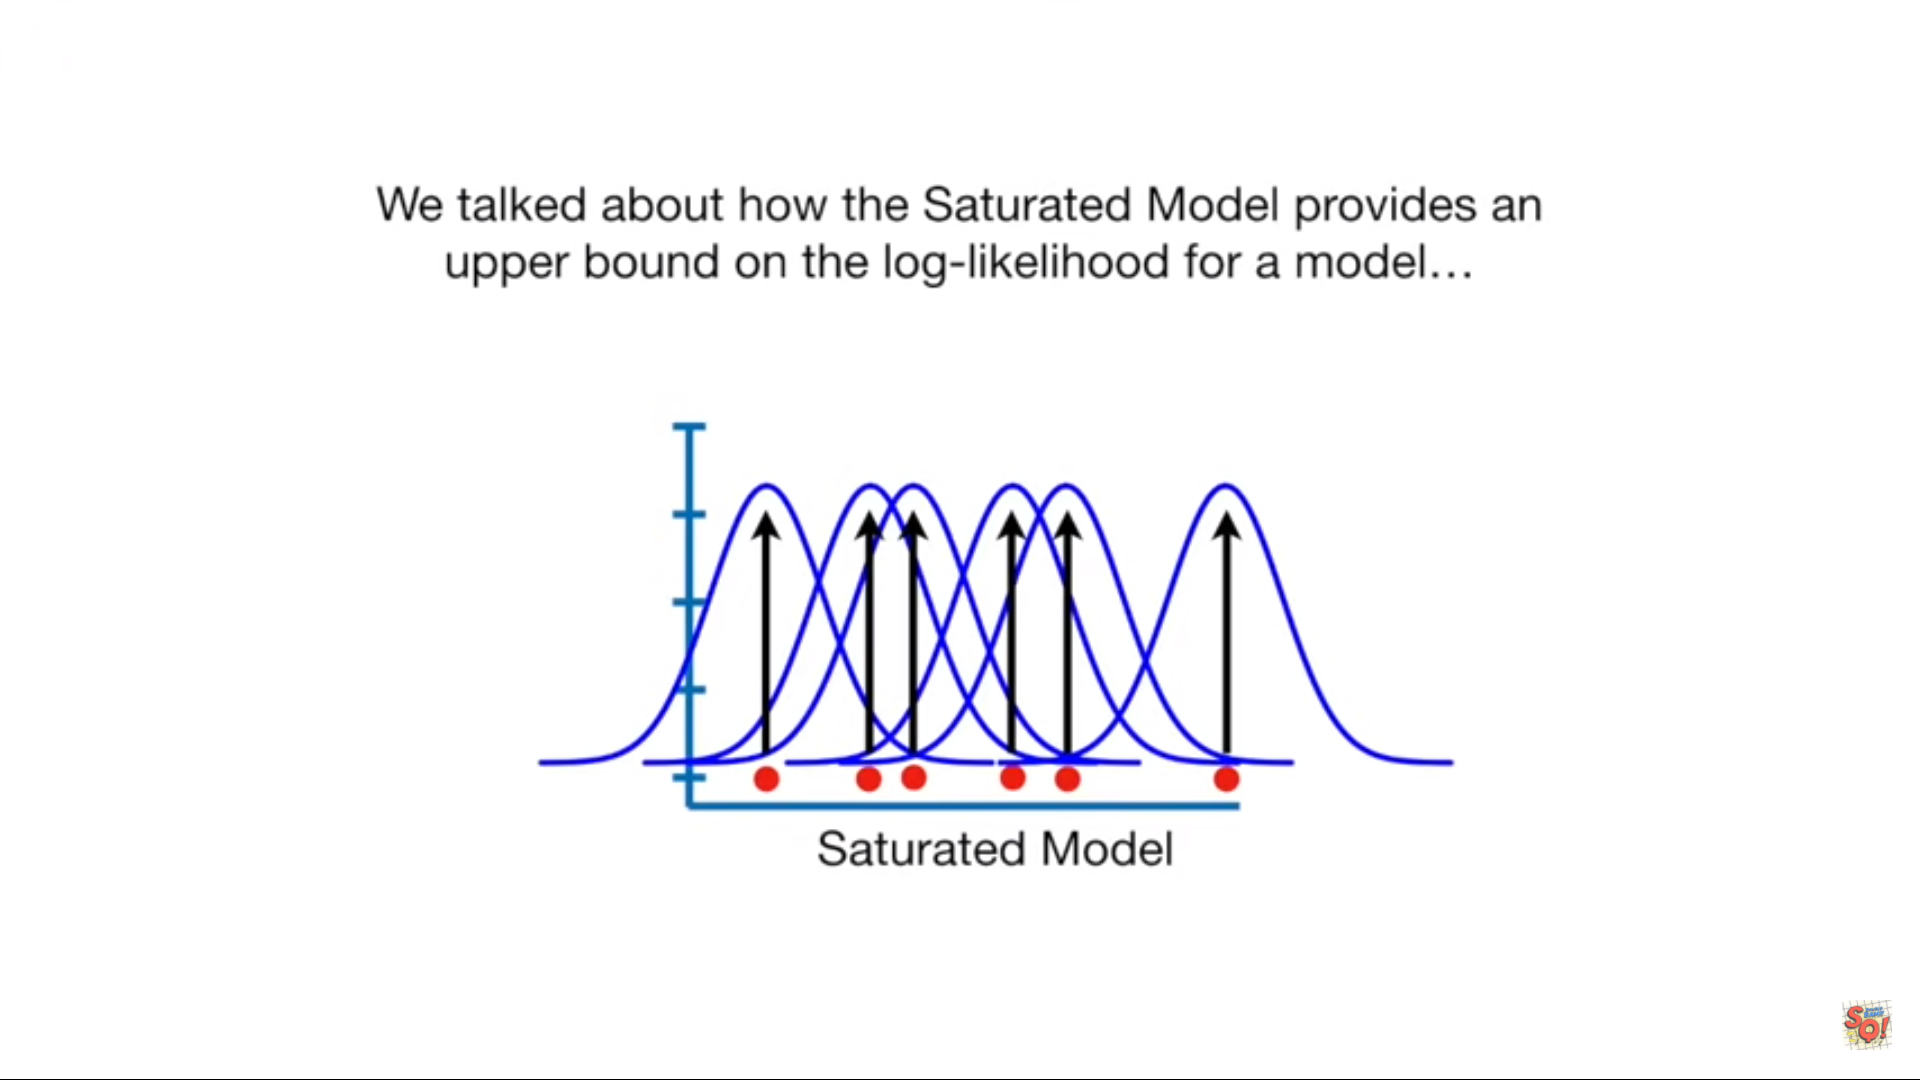 We talked about how the Saturated Model provides an
upper bound on the log-likelihood for a model…
Saturated Model
SQ!